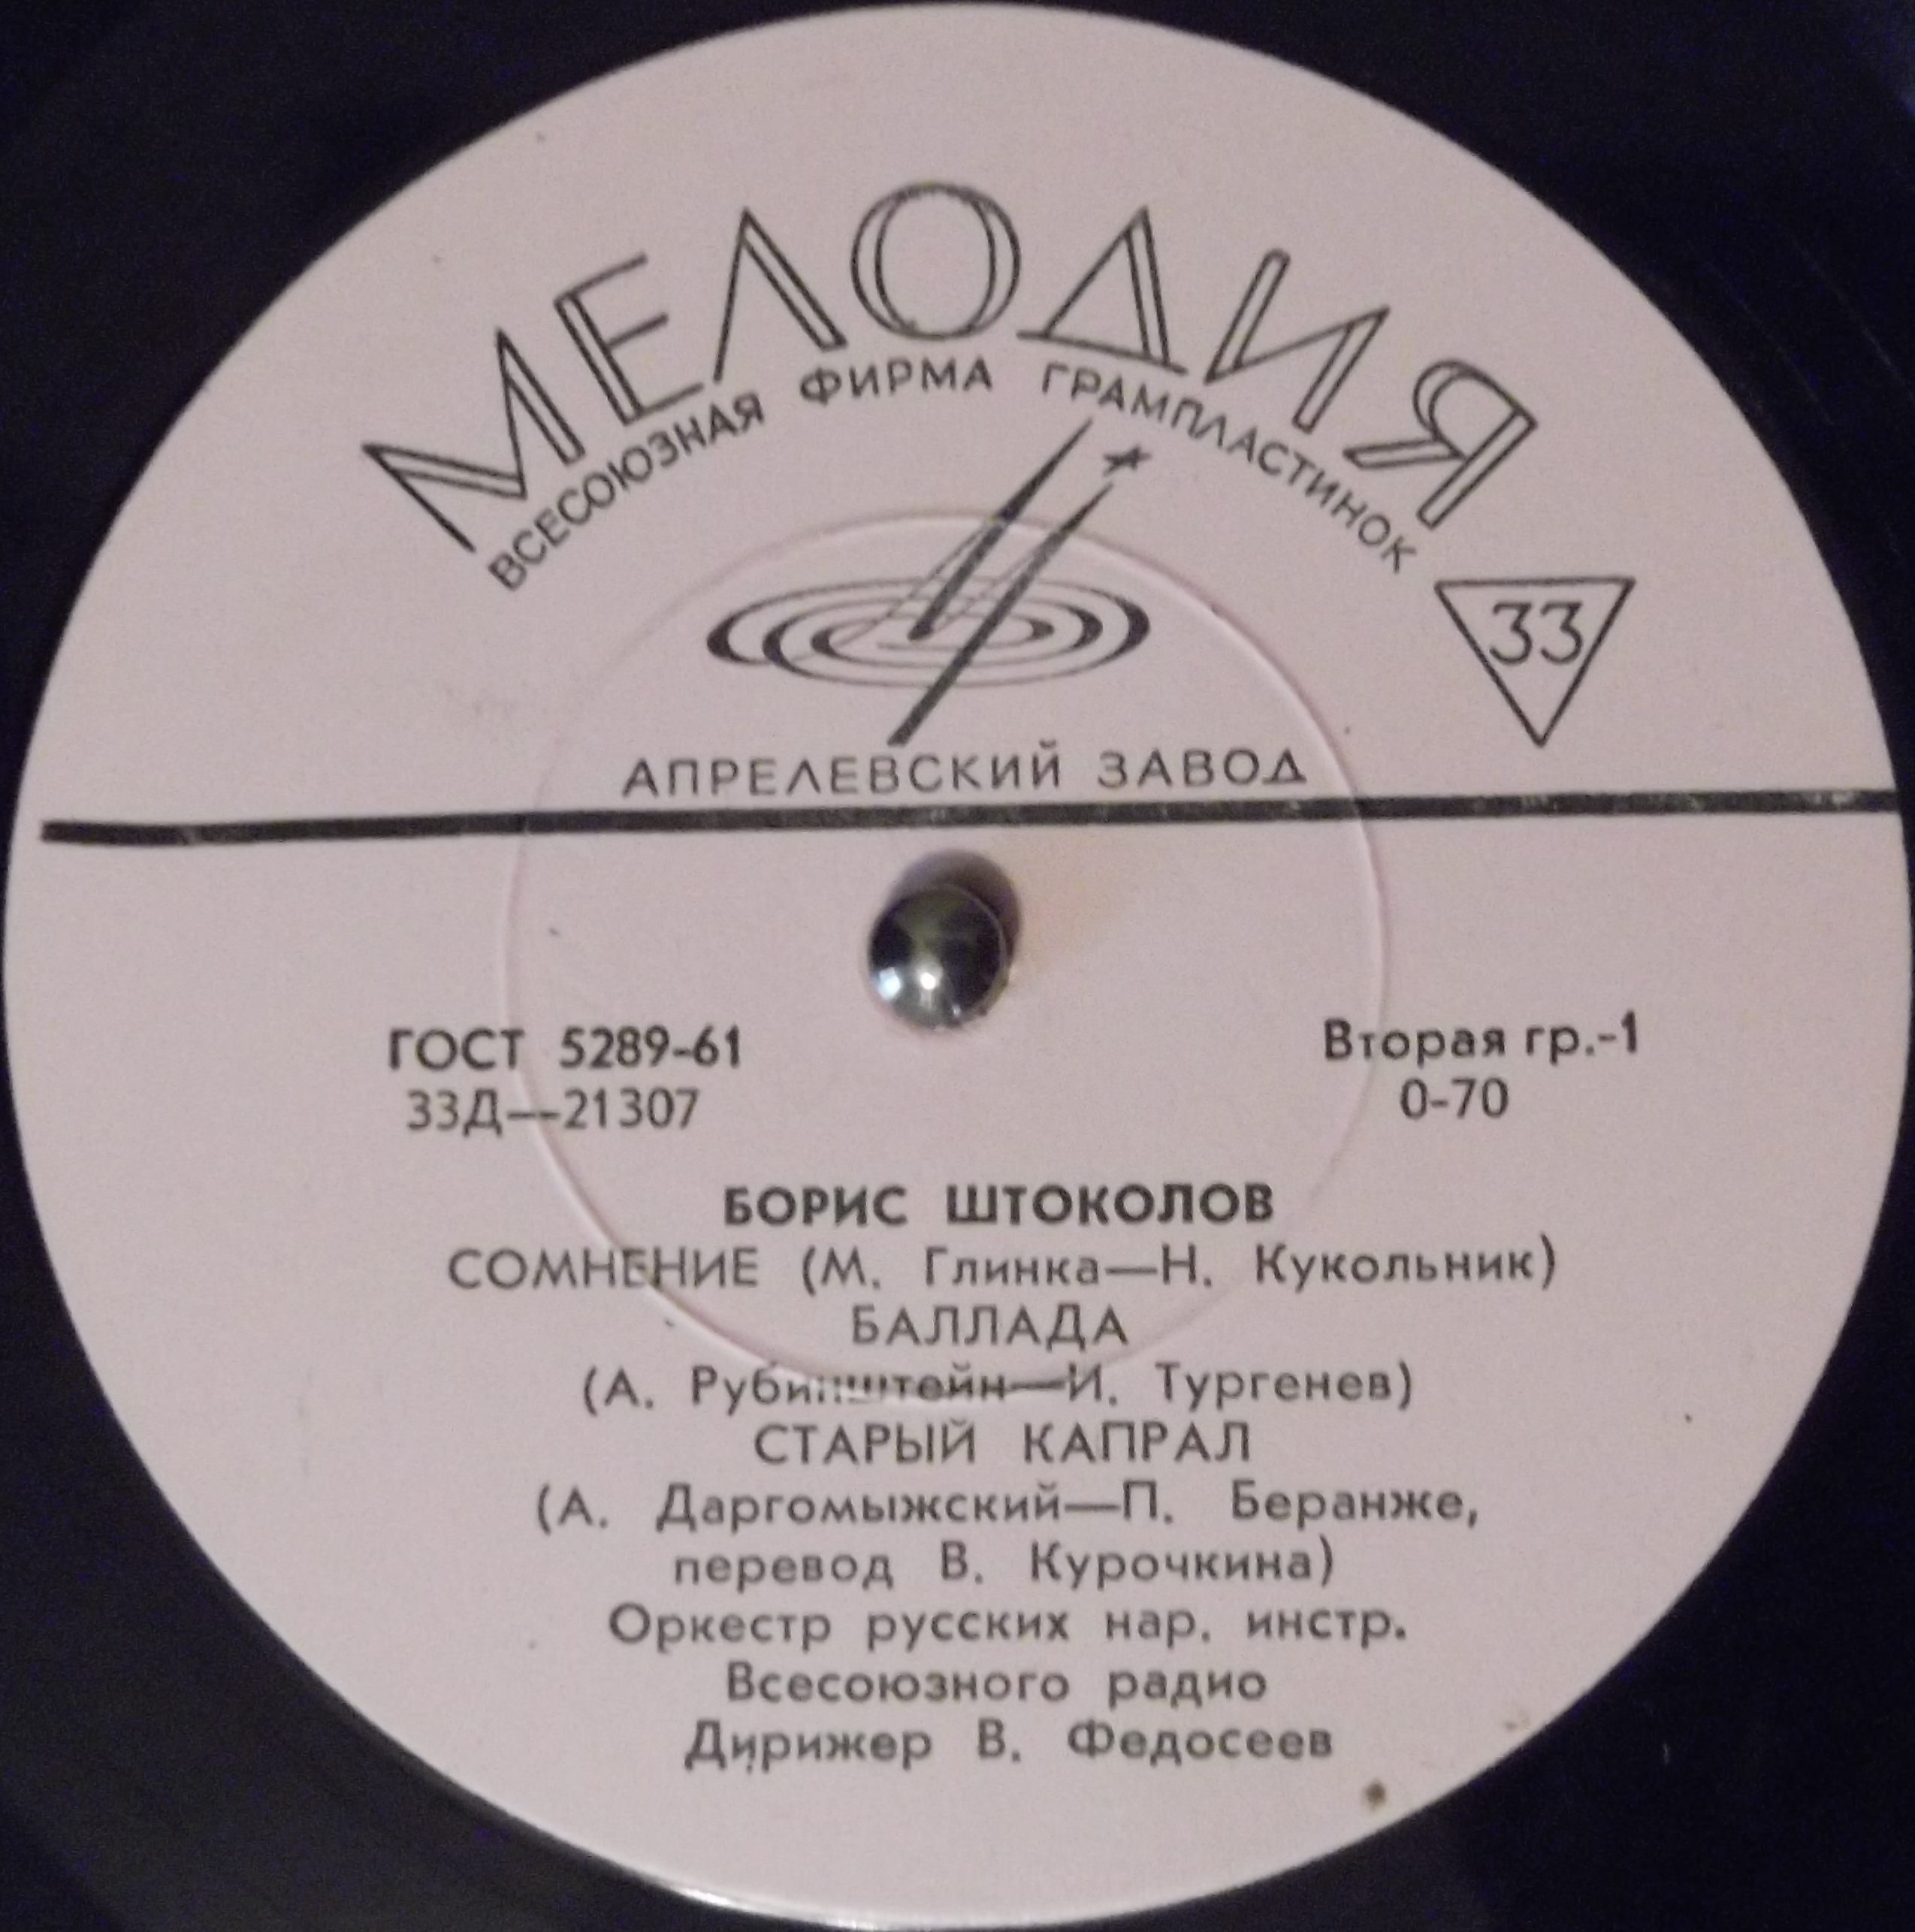 МЕЛОДИЯ
ВСЕСОЮЗНАЯ ФИРМА ГРАМПЛАСТИНОК
33
АПРЕЛЕВСКИЙ ЗАВОД
ГОСТ 5289-61
Вторая гр.-1
33Д—21307
0-70
БОРИС ШТОКОЛОВ
СОМНЕНИЕ (М. Глинка—Н. Кукольник)
БАЛЛАДА
(А. Рубинштейн—И. Тургенев)
СТАРЫЙ КАПРАЛ
(А. Даргомыжский—П. Беранже,
перевод В. Курочкина)
Оркестр русских нар. инстр.
Всесоюзного радио
Дирижер В. Федосеев